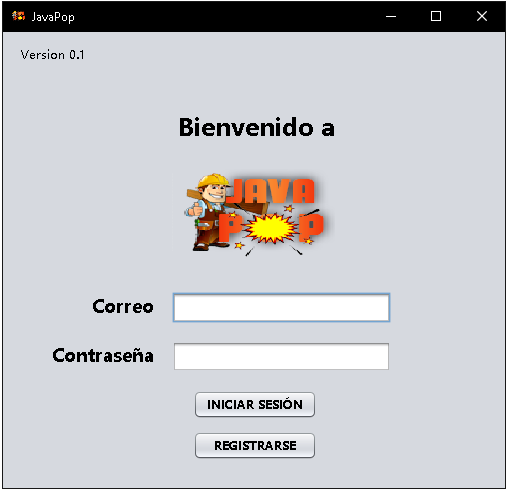 JavaPop
Version 0.1
Bienvenido a
JAVA
POP
Correo
Contraseña
INICIAR SESIÓN
REGISTRARSE